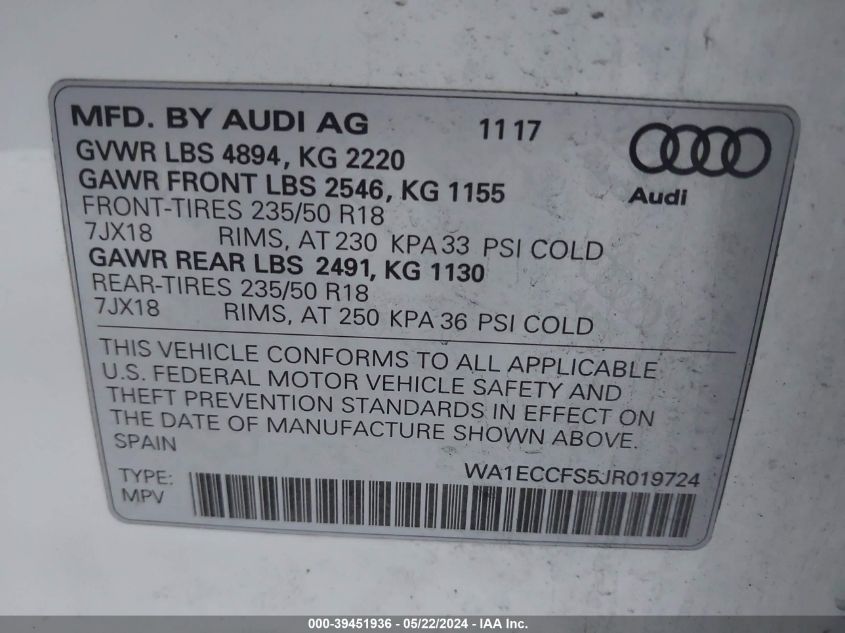 MFD. BY AUDI AG 11 17
Audi
GVWR LBS 4894, KG 2220
GAWR FRONT LBS 2546, KG 1155
FRONT-TIRES 235/50 R18
7JX18 RIMS, AT 230 KPA 33 PSI COLD
GAWR REAR LBS 2491, KG 1130
REAR-TIRES 235/50 R18
7JX18 RIMS, AT 250 KPA 36 PSI COLD
THIS VEHICLE CONFORMS TO ALL APPLICABLE
U.S. FEDERAL MOTOR VEHICLE SAFETY AND
THEFT PREVENTION STANDARDS IN EFFECT ON
THE DATE OF MANUFACTURE SHOWN ABOVE.
SPAIN
WA1ECCFS5JR019724
TYPE:
MPV
000-39451936 - 05/22/2024 - IAA Inc.